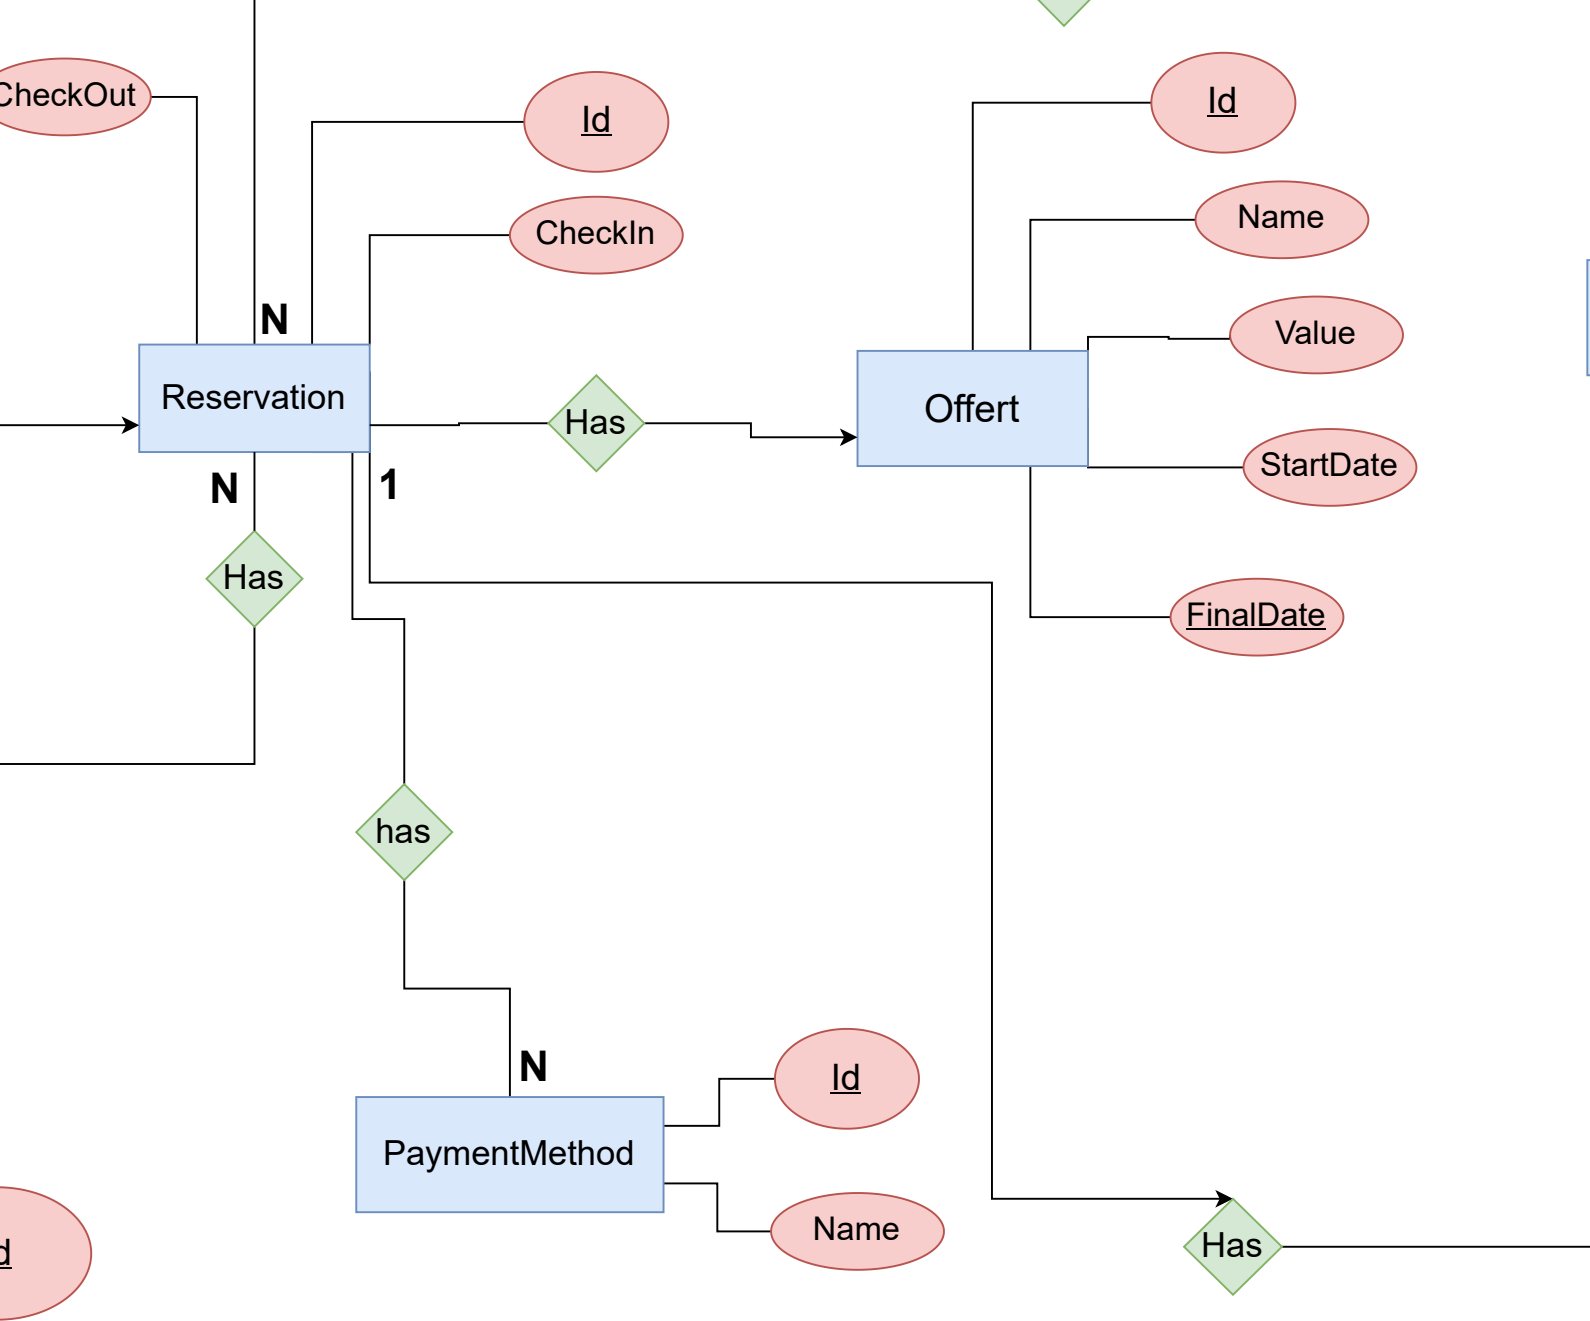 CheckOut
Id
Id
Name
CheckIn
N
Value
Reservation
Has
Offert
N
1
StartDate
Has
FinalDate
has
N
Id
PaymentMethod
Name
Has